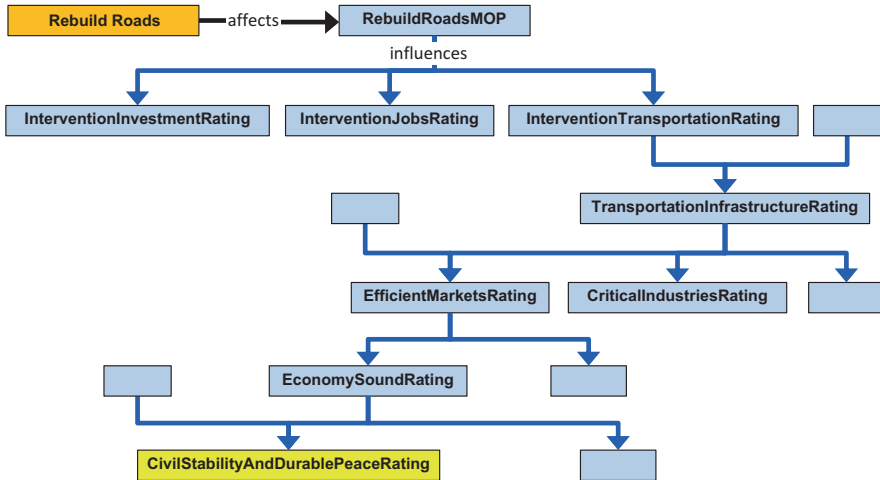 Rebuild Roads
affects
RebuildRoadsMOP
influences
InterventionInvestmentRating
InterventionJobsRating
InterventionTransportationRating
TransportationInfrastructureRating
EfficientMarketsRating
CriticalIndustriesRating
EconomySoundRating
CivilStabilityAndDurablePeaceRating